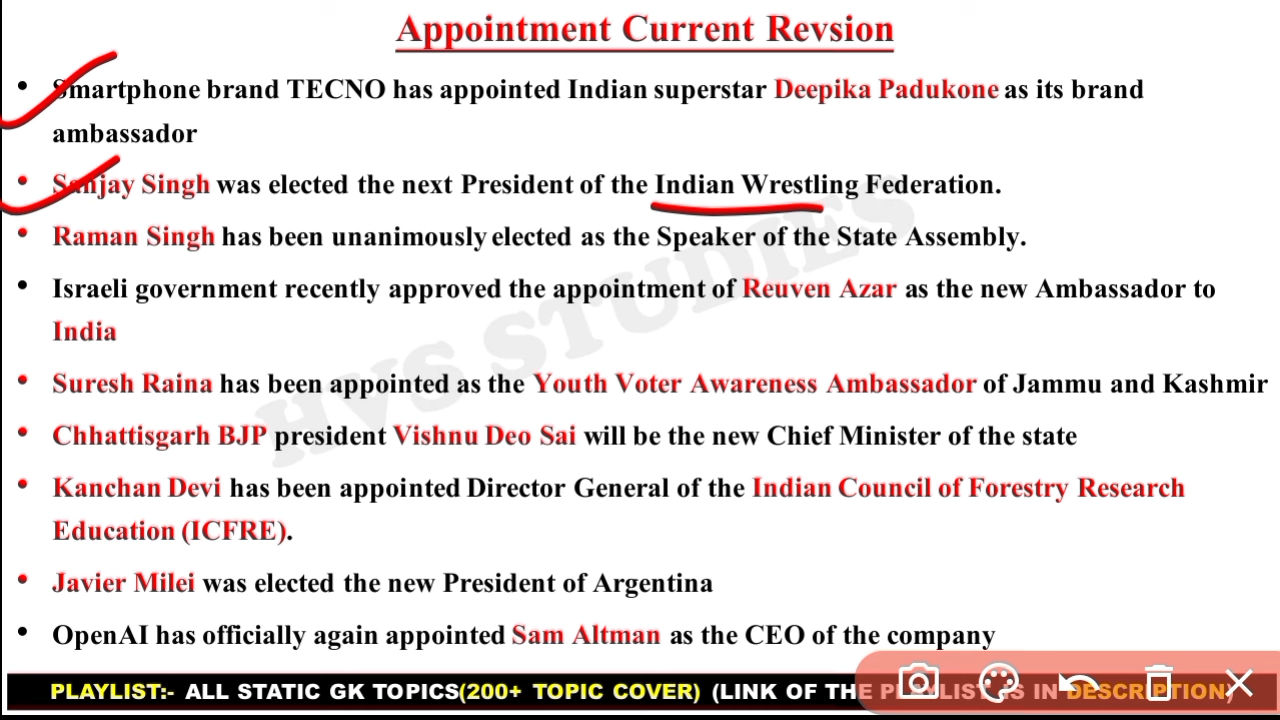 Appointment Current Revsion
• Smartphone brand TECNO has appointed Indian superstar Deepika Padukone as its brand
ambassador
• Sanjay Singh was elected the next President of the Indian Wrestling Federation.
• Raman Singh has been unanimously elected as the Speaker of the State Assembly.
• Israeli government recently approved the appointment of Reuven Azar as the new Ambassador to
India
• Suresh Raina has been appointed as the Youth Voter Awareness Ambassador of Jammu and Kashmir
• Chhattisgarh BJP president Vishnu Deo Sai will be the new Chief Minister of the state
• Kanchan Devi has been appointed Director General of the Indian Council of Forestry Research
Education (ICFRE).
• Javier Milei was elected the new President of Argentina
• OpenAI has officially again appointed Sam Altman as the CEO of the company
PLAYLIST:- ALL STATIC GK TOPICS(200+ TOPIC COVER) (LINK OF THE PLAYLIST IS IN DESCRIPTION)
HVS STUDIES